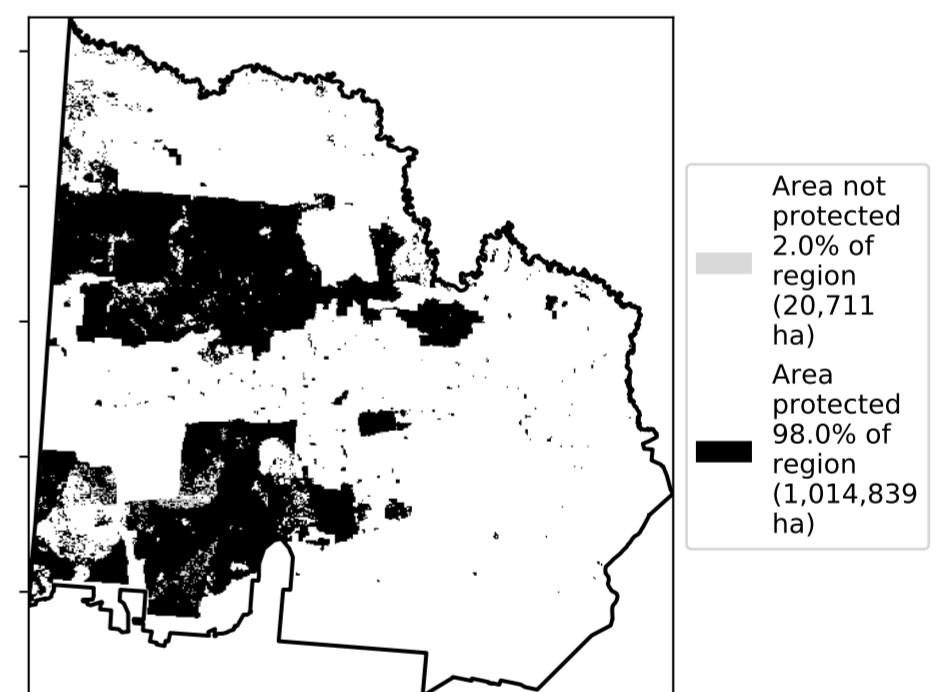 Area not
protected
2.0% of
region
(20,711
ha)
Area
protected
98.0% of
region
(1,014,839
ha)